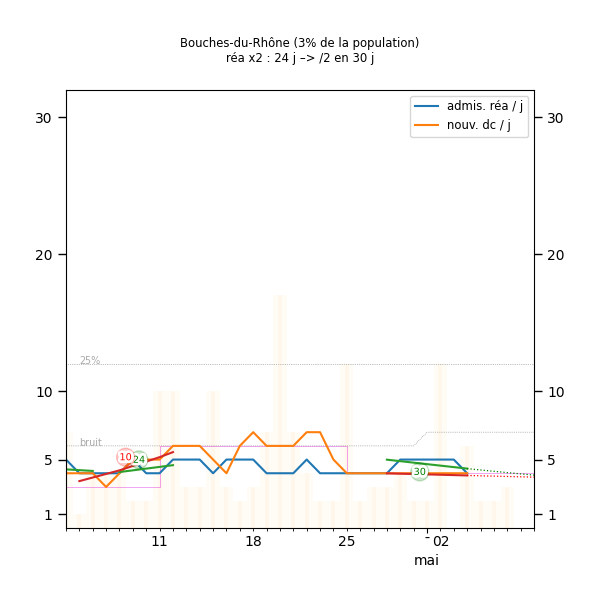 Bouches-du-Rhône (3% de la population)
réa x2 : 24 j –> /2 en 30 j
admis. réa / j
nouv. dc / j
30 30
20 20
25%
10 10
bruit
10 24
5 5
30
1 1
11 18 25 - 02
mai